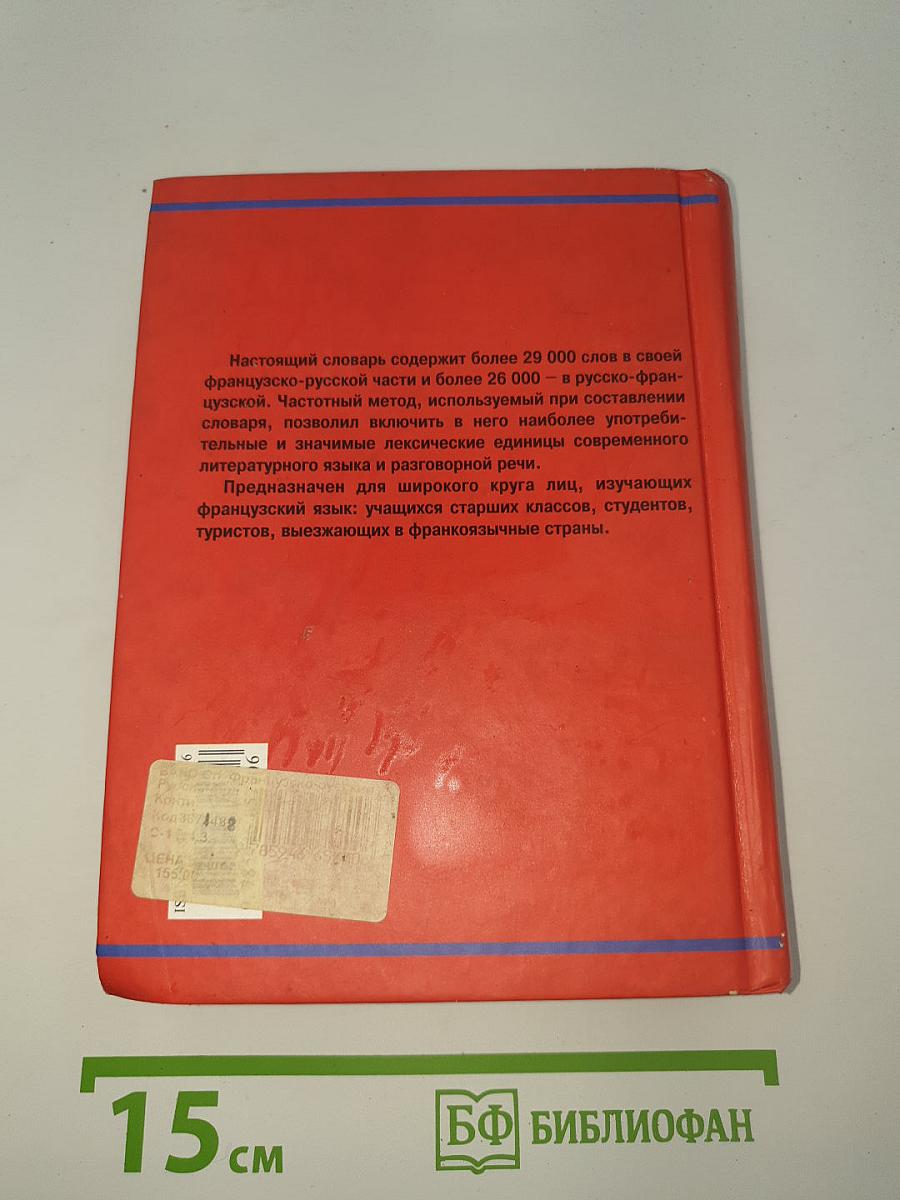 Настоящий словарь содержит более 29 000 слов в своей
французско-русской части и более 26 000 – в русско-фран-
цузской. Частотный метод, используемый при составлении
словаря, позволил включить в него наиболее употреби-
тельные и значимые лексические единицы современного
литературного языка и разговорной речи.
Предназначен для широкого круга лиц, изучающих
французский язык: учащихся старших классов, студентов,
туристов, выезжающих в франкоязычные страны.
Французско-
Код
ЦЕНА
15 см
БФ БИБЛИОФАН